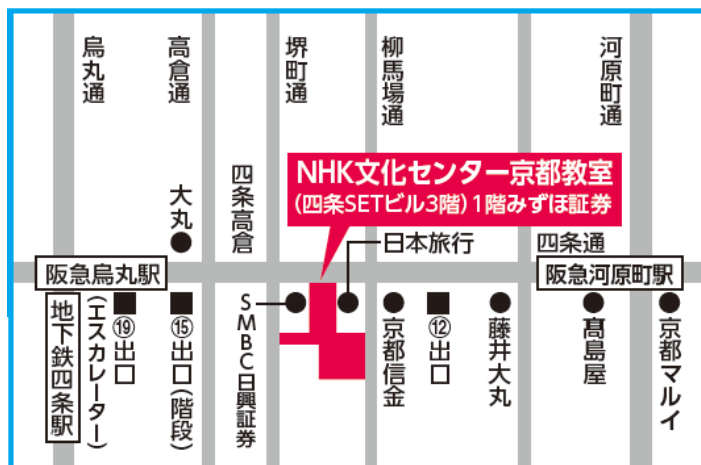 烏丸通
高倉通
堺町通
柳馬場通
河原町通
大丸
四条高倉
NHK文化センター京都教室
(四条SETビル3階)1階みずほ証券
日本旅行
四条通
阪急烏丸駅
阪急河原町駅
地下鉄四条駅
(エスカレーター)
⑲出口
⑮出口(階段)
SMBC日興証券
京都信金
⑫出口
藤井大丸
髙島屋
京都マルイ